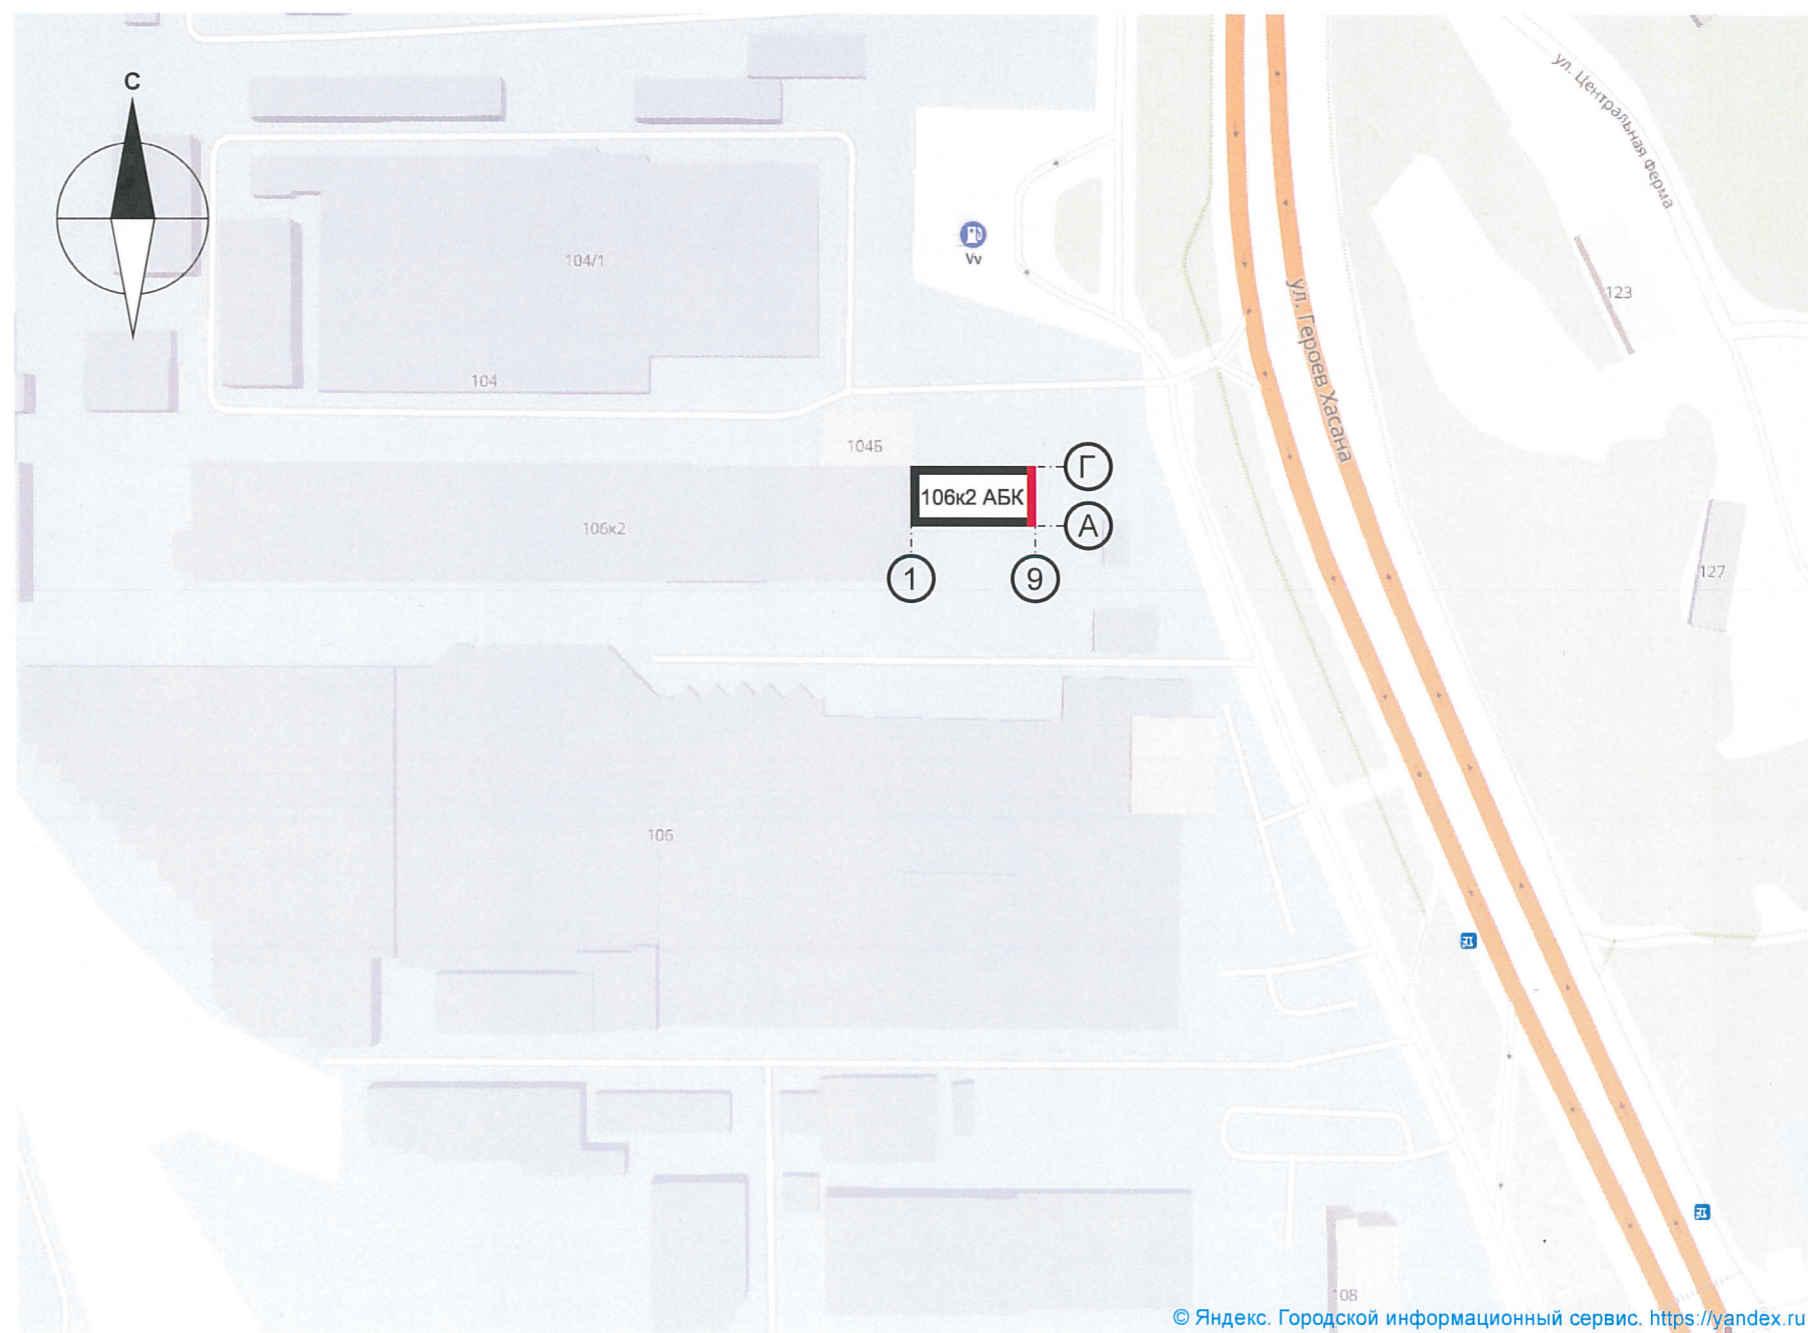 С
ул. Центральная Ферма
Vv
104/1
123
ул. Героев Хасана
104
104Б
Г
106к2 АБК
106к2
А
127
1
9
106
108
© Яндекс. Городской информационный сервис. https://yandex.ru